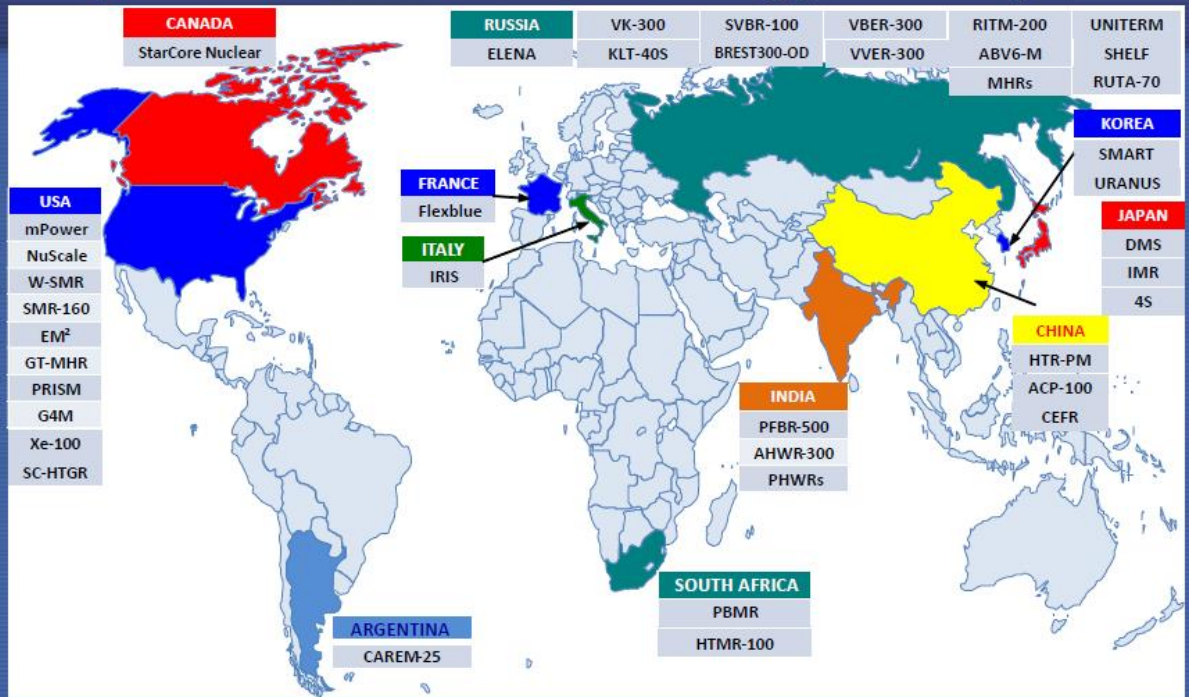 CANADA
StarCore Nuclear
RUSSIA
ELENA
VK-300
KLT-40S
SVBR-100
BREST300-OD
VBER-300
VVER-300
RITM-200
ABV6-M
MHRs
UNITERM
SHELF
RUTA-70
KOREA
SMART
URANUS
USA
mPower
NuScale
W-SMR
SMR-160
EM²
GT-MHR
PRISM
G4M
Xe-100
SC-HTGR
FRANCE
Flexblue
ITALY
IRIS
JAPAN
DMS
IMR
4S
CHINA
HTR-PM
ACP-100
CEFR
INDIA
PFBR-500
AHWR-300
PHWRs
SOUTH AFRICA
PBMR
HTMR-100
ARGENTINA
CAREM-25